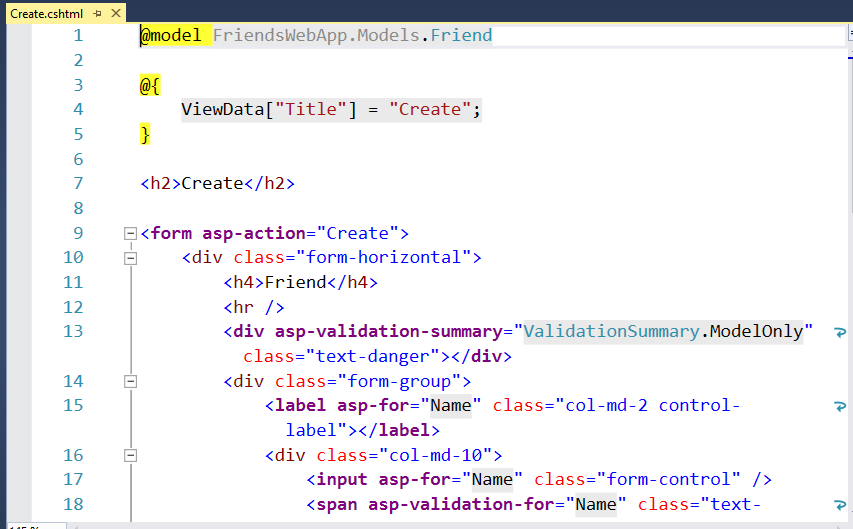 Create.cshtml
1 @model FriendsWebApp.Models.Friend
2
3 @{
4 ViewData["Title"] = "Create";
5 }
6
7 <h2>Create</h2>
8
9 <form asp-action="Create">
10 <div class="form-horizontal">
11 <h4>Friend</h4>
12 <hr />
13 <div asp-validation-summary="ValidationSummary.ModelOnly"
class="text-danger"></div>
14 <div class="form-group">
15 <label asp-for="Name" class="col-md-2 control-
label"></label>
16 <div class="col-md-10">
17 <input asp-for="Name" class="form-control" />
18 <span asp-validation-for="Name" class="text-